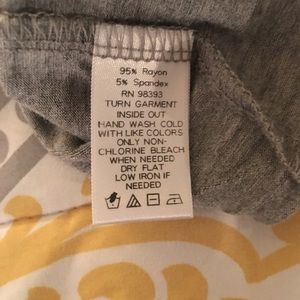 95% Rayon
5% Spandex
RN 98393
TURN GARMENT
INSIDE OUT
HAND WASH COLD
WITH LIKE COLORS
ONLY NON-
CHLORINE BLEACH
WHEN NEEDED
DRY FLAT
LOW IRON IF
NEEDED